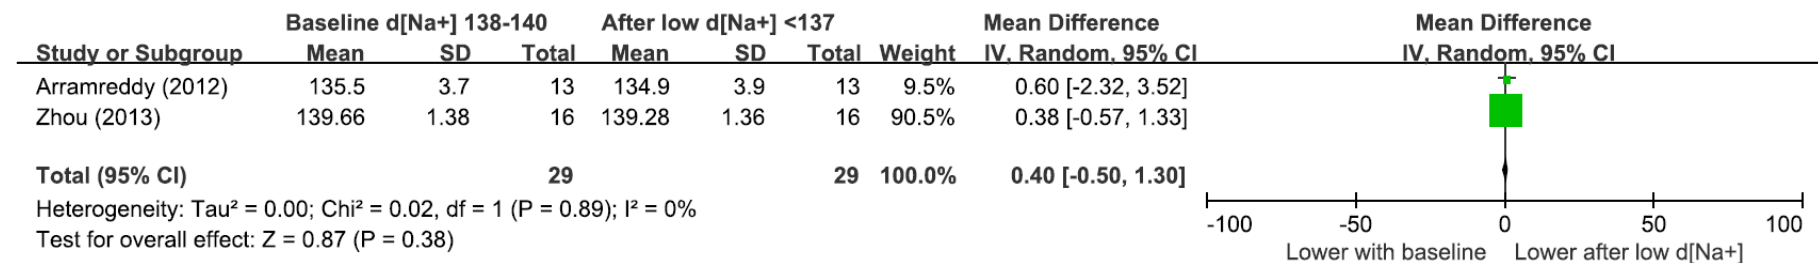 Baseline d[Na+] 138-140 After low d[Na+] <137 Mean Difference Mean Difference
Study or Subgroup Mean SD Total Mean SD Total Weight IV, Random, 95% CI IV, Random, 95% CI
Arramreddy (2012) 135.5 3.7 13 134.9 3.9 13 9.5% 0.60 [-2.32, 3.52]
Zhou (2013) 139.66 1.38 16 139.28 1.36 16 90.5% 0.38 [-0.57, 1.33]
Total (95% CI) 29 29 100.0% 0.40 [-0.50, 1.30]
Heterogeneity: Tau² = 0.00; Chi² = 0.02, df = 1 (P = 0.89); I² = 0%
Test for overall effect: Z = 0.87 (P = 0.38)
-100 -50 0 50 100
Lower with baseline Lower after low d[Na+]